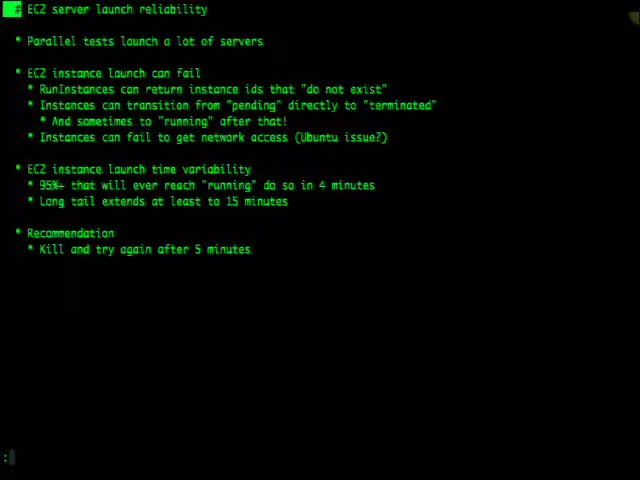 # EC2 server launch reliability
* Parallel tests launch a lot of servers
* EC2 instance launch can fail
* RunInstances can return instance ids that "do not exist"
* Instances can transition from "pending" directly to "terminated"
* And sometimes to "running" after that!
* Instances can fail to get network access (Ubuntu issue?)
* EC2 instance launch time variability
* 95%+ that will ever reach "running" do so in 4 minutes
* Long tail extends at least to 15 minutes
* Recommendation
* Kill and try again after 5 minutes
: